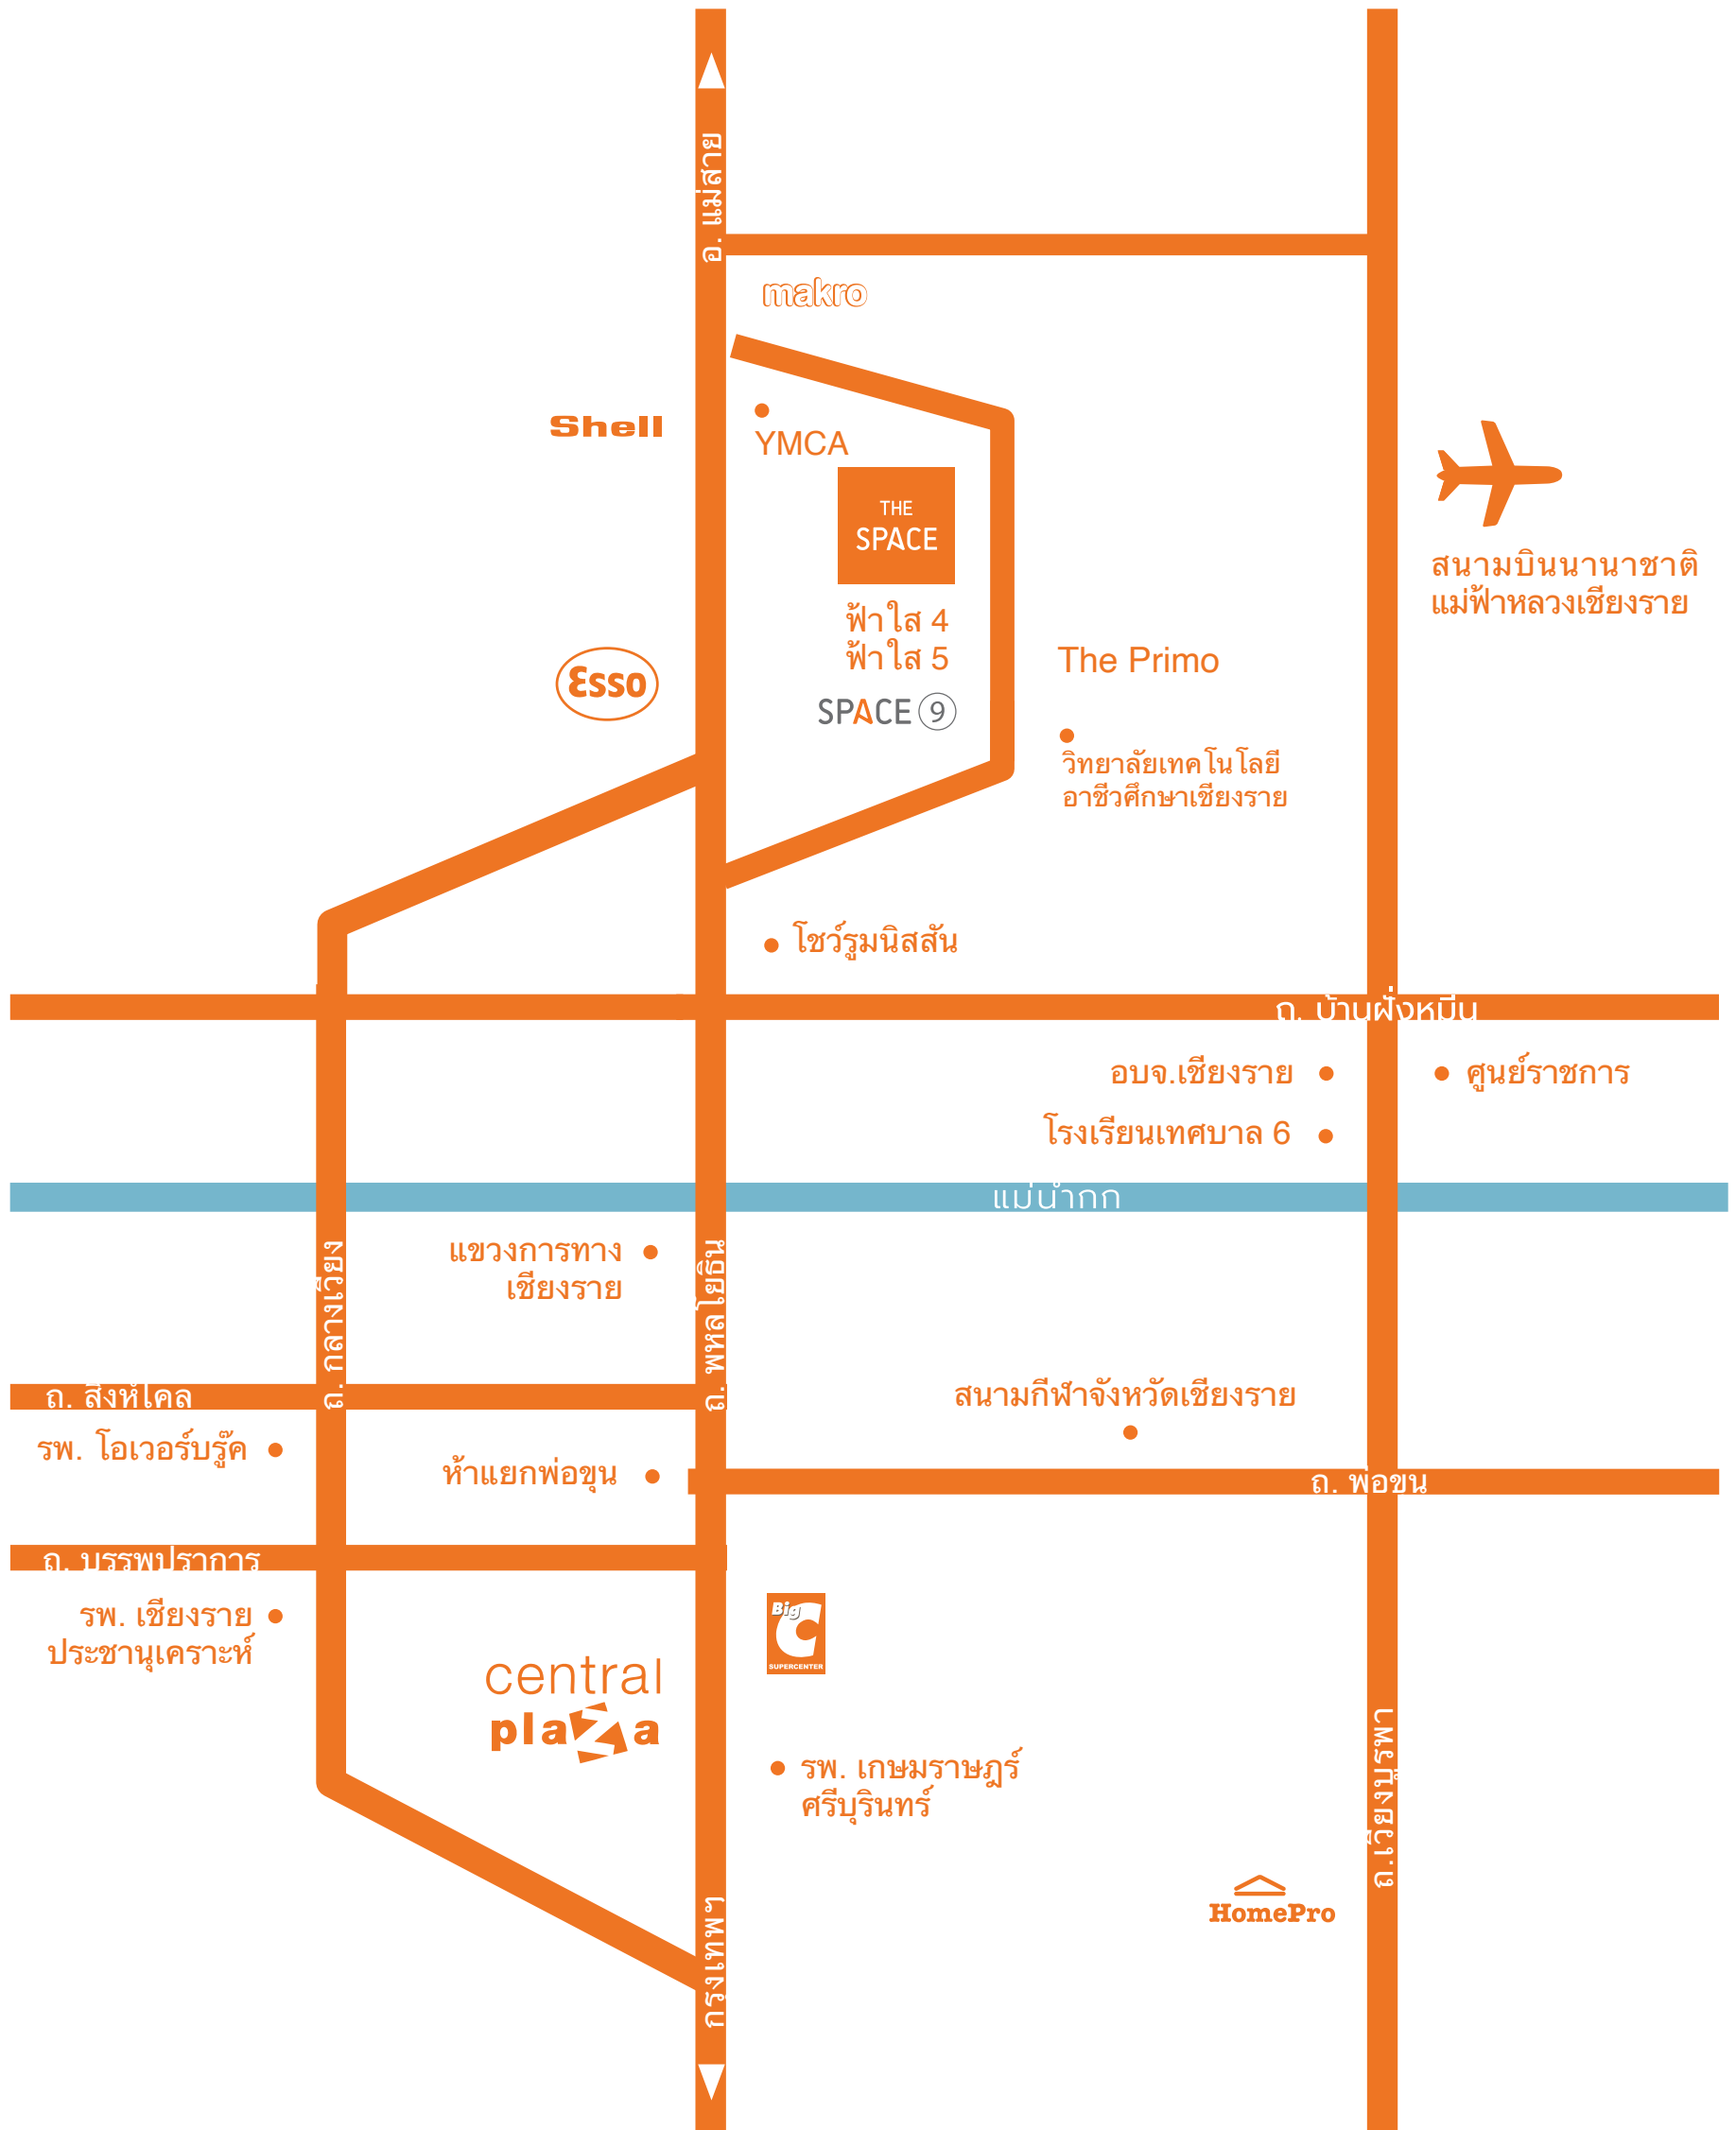 อ. แม่สาย
makro
Shell
YMCA
THE
SPACE
ฟ้าใส 4
ฟ้าใส 5
SPACE 9
Esso
The Primo
วิทยาลัยเทคโนโลยี
อาชีวศึกษาเชียงราย
สนามบินนานาชาติ
แม่ฟ้าหลวงเชียงราย
โชว์รูมนิสสัน
ถ. บ้านฝั่งหมิ่น
อบจ.เชียงราย
ศูนย์ราชการ
โรงเรียนเทศบาล 6
แม่น้ำกก
แขวงการทาง
เชียงราย
ถ. กลางเวียง
ถ. พหลโยธิน
ถ. สิงห์ไคล
รพ. โอเวอร์บรู๊ค
สนามกีฬาจังหวัดเชียงราย
ห้าแยกพ่อขุน
ถ. พ่อขุน
ถ. บรรพปราการ
รพ. เชียงราย
ประชานุเคราะห์
central
plaza
Big C
SUPERCENTER
รพ. เกษมราษฎร์
ศรีบุรินทร์
ถ.เวียงบูรพา
HomePro
กรุงเทพฯ